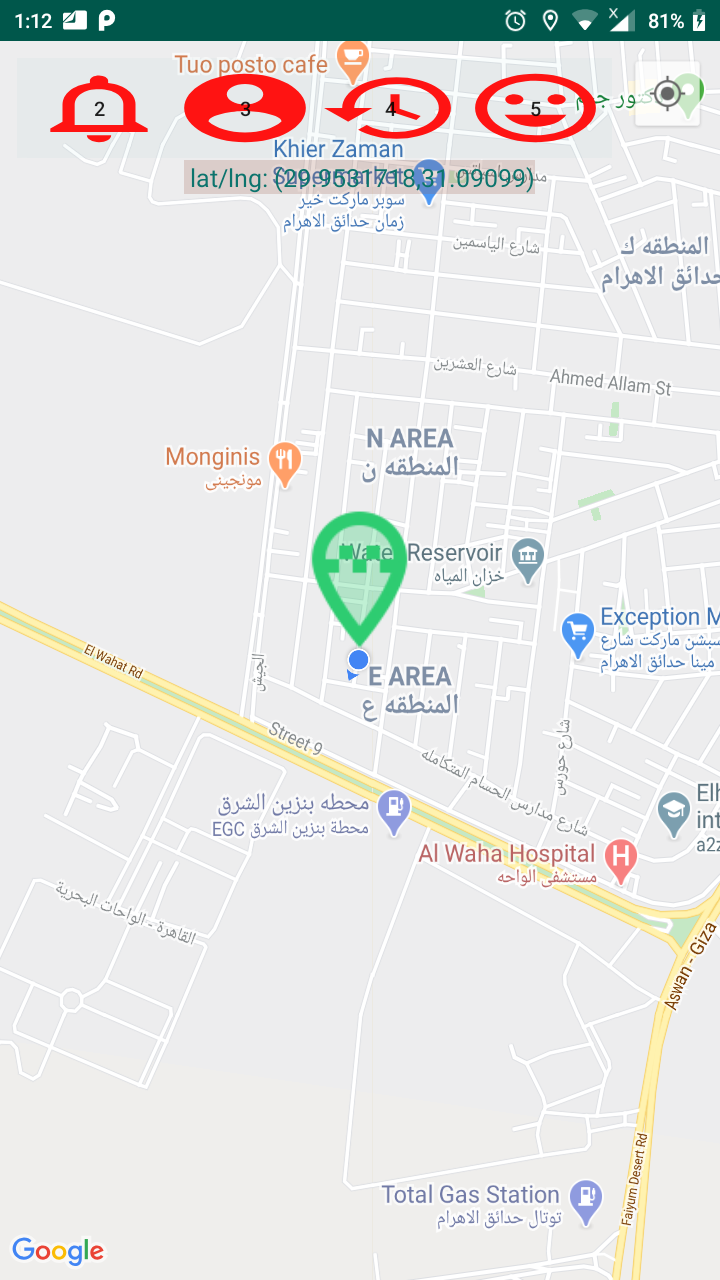 1:12
81%
Tuo posto cafe
2
3
4
5
Khier Zaman
Supermarket
سوبر ماركت خير
زمان حدائق الاهرام
lat/lng: (29.9531718,31.09099)
شارع الياسمين
المنطقه ك
حدائق الاهرام
شارع العشرين
Ahmed Allam St
N AREA
المنطقه ن
Monginis
مونجينى
Water Reservoir
خزان المياه
Exception M
سبشن ماركت شارع
مينا حدائق الاهرام
El Wahat Rd
الجيش
E AREA
المنطقه ع
Street 9
شارع مدارس الحسام المتكامله
شارع حورس
محطه بنزين الشرق
محطة بنزين الشرق EGC
Elh
int
a2z
Al Waha Hospital
مستشفى الواحه
القاهرة - الواحات البحرية
Aswan - Giza
Faiyum Desert Rd
Total Gas Station
توتال حدائق الاهرام
Google